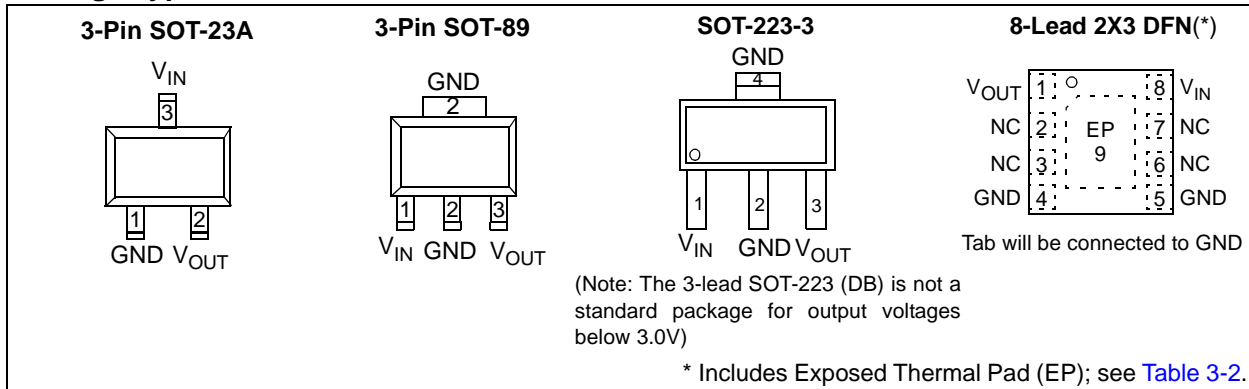 3-Pin SOT-23A
VIN
3
1
2
GND VOUT
3-Pin SOT-89
GND
2
1 2 3
VIN GND VOUT
SOT-223-3
GND
4
1 2 3
VIN GND VOUT
(Note: The 3-lead SOT-223 (DB) is not a
standard package for output voltages
below 3.0V)
8-Lead 2X3 DFN(*)
VOUT 1 8 VIN
NC 2 EP 7 NC
NC 3 9 6 NC
GND 4 5 GND
Tab will be connected to GND
* Includes Exposed Thermal Pad (EP); see Table 3-2.